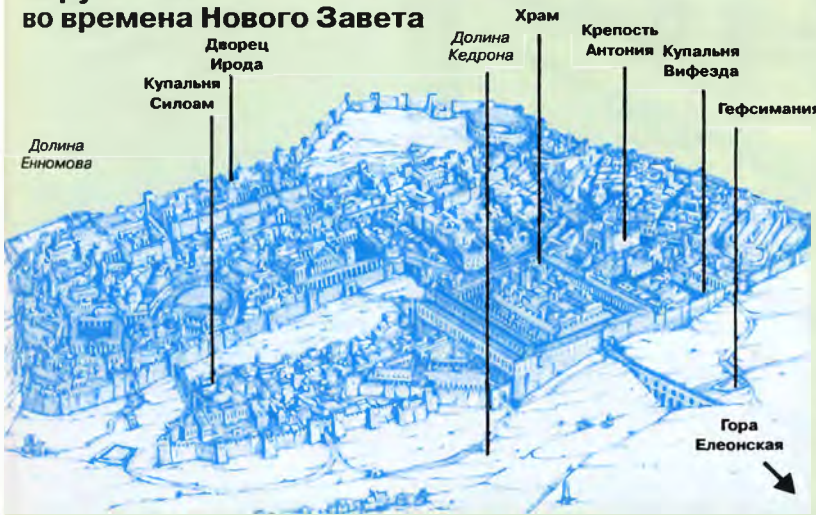 во времена Нового Завета
Храм
Дворец
Ирода
Долина
Кедрона
Крепость
Антония
Купальня
Вифезда
Купальня
Силоам
Гефсимания
Долина
Енномова
Гора
Елеонская